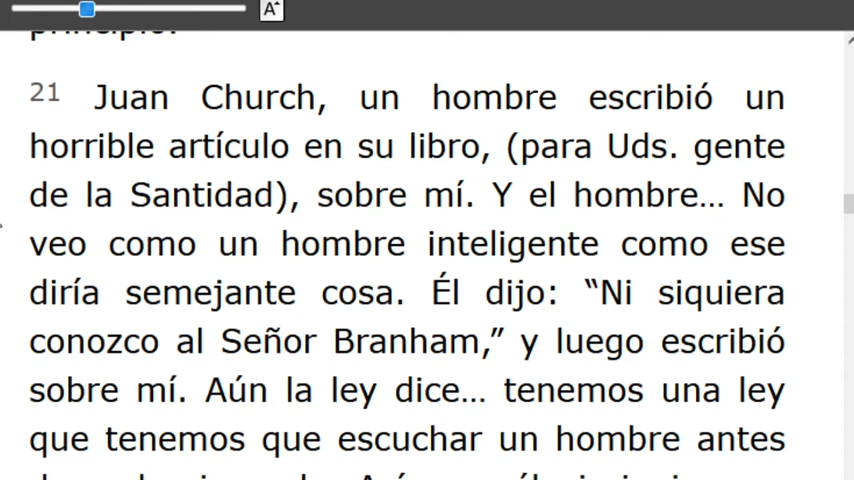 A
principio.
21 Juan Church, un hombre escribió un
horrible artículo en su libro, (para Uds. gente
de la Santidad), sobre mí. Y el hombre… No
veo como un hombre inteligente como ese
diría semejante cosa. Él dijo: “Ni siquiera
conozco al Señor Branham,” y luego escribió
sobre mí. Aún la ley dice… tenemos una ley
que tenemos que escuchar un hombre antes